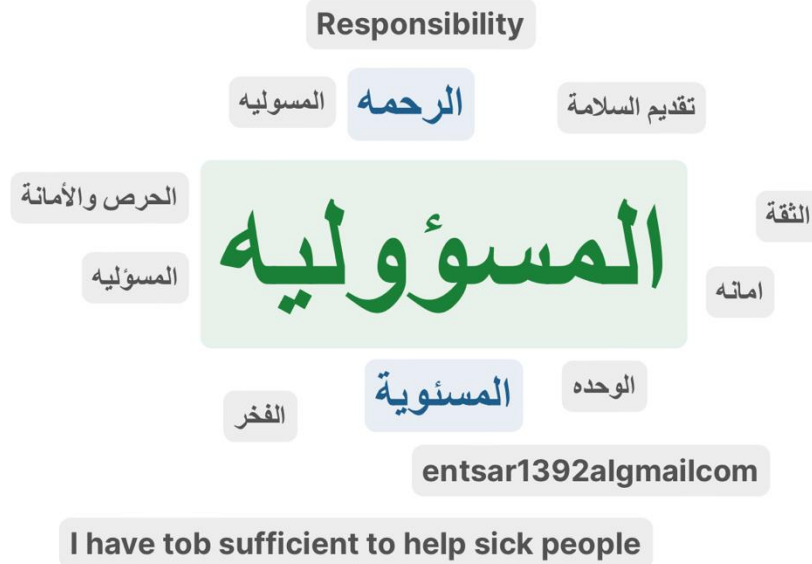 Responsibility
الرحمه
المسوليه
تقديم السلامة
الحرص والأمانة
المسؤوليه
الثقة
المسؤليه
امانه
الوحده
المسئوية
الفخر
entsar1392algmailcom
I have tob sufficient to help sick people